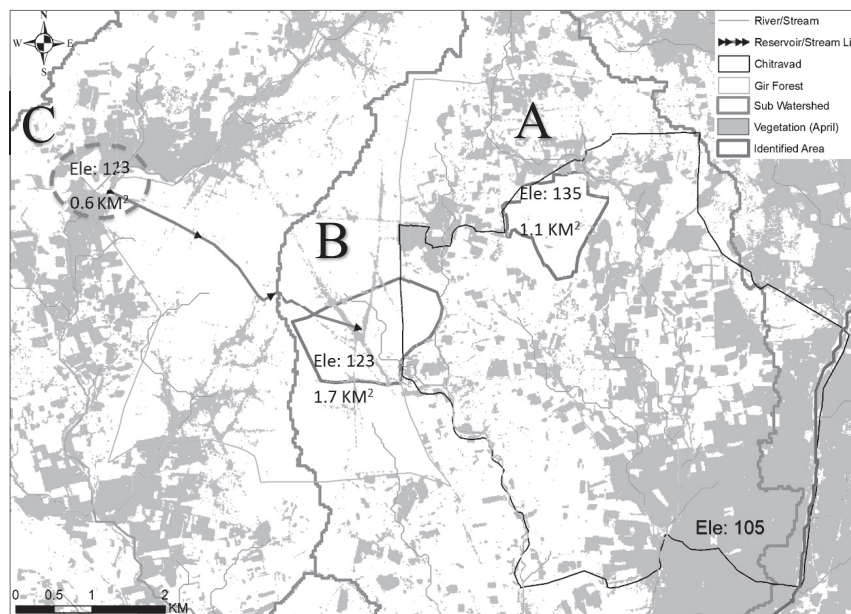 N
W E
S
River/Stream
Reservoir/Stream Li
Chitravad
Gir Forest
Sub Watershed
Vegetation (April)
Identified Area
C
A
Ele: 123
0.6 KM²
Ele: 135
1.1 KM²
B
Ele: 123
1.7 KM²
Ele: 105
0 0.5 1 2
KM